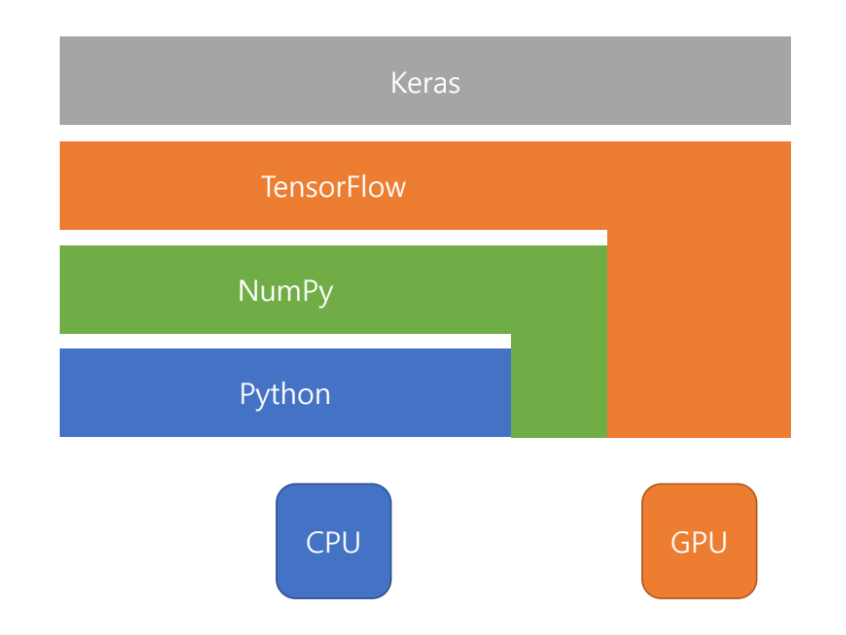 Keras
TensorFlow
NumPy
Python
CPU
GPU